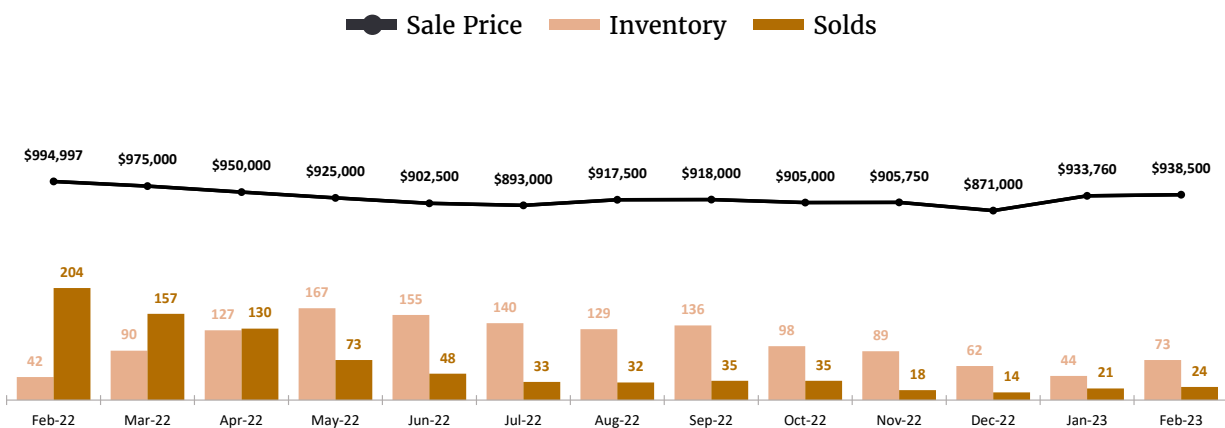 Sale Price Inventory Solds
$994,997 $975,000 $950,000 $925,000 $902,500 $893,000 $917,500 $918,000 $905,000 $905,750 $871,000 $933,760 $938,500
42 204 90 157 127 130 167 73 155 48 140 33 129 32 136 35 98 35 89 18 62 14 44 21 73 24
Feb-22 Mar-22 Apr-22 May-22 Jun-22 Jul-22 Aug-22 Sep-22 Oct-22 Nov-22 Dec-22 Jan-23 Feb-23